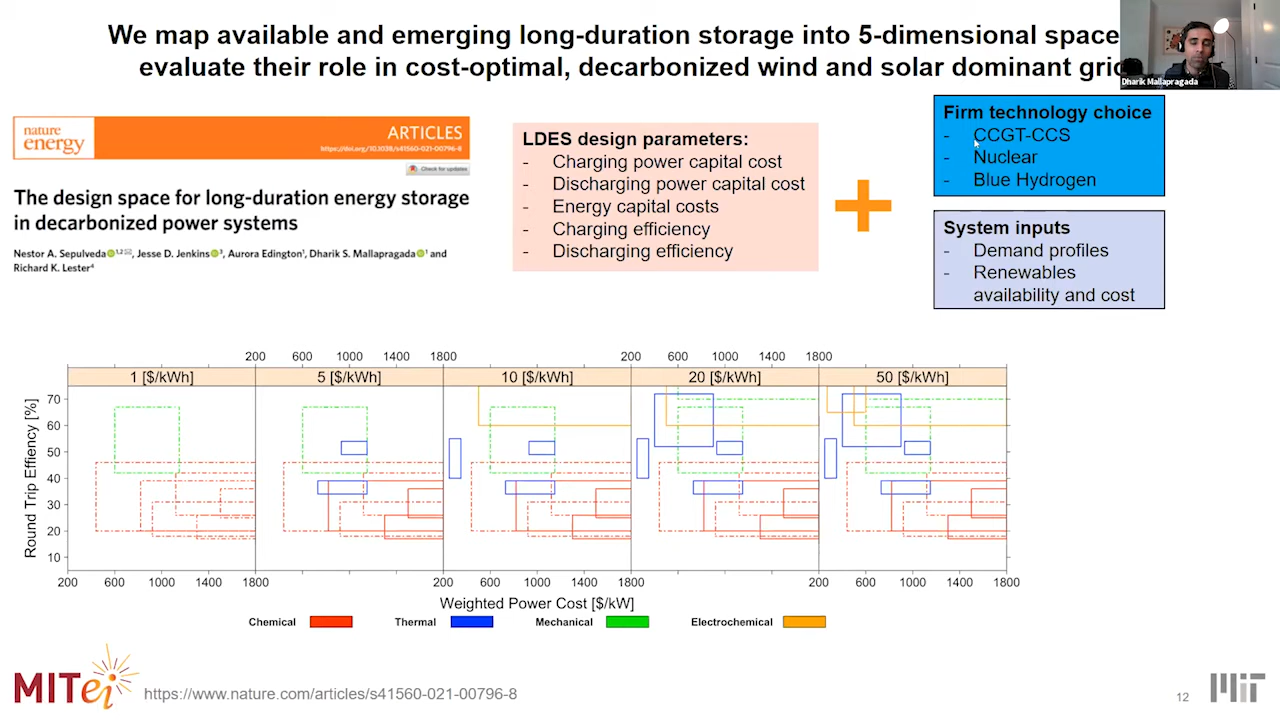 We map available and emerging long-duration storage into 5-dimensional space
evaluate their role in cost-optimal, decarbonized wind and solar dominant
Dharik Mallapragada
nature
energy
ARTICLES
https://doi.org/10.1038/s41560-021-00796-8
Check for updates
The design space for long-duration energy storage
in decarbonized power systems
Nestor A. Sepulveda 1,2, Jesse D. Jenkins 3, Aurora Edington1, Dharik S. Mallapragada 1 and
Richard K. Lester4
LDES design parameters:
- Charging power capital cost
- Discharging power capital cost
- Energy capital costs
- Charging efficiency
- Discharging efficiency
Firm technology choice
- CCGT-CCS
- Nuclear
- Blue Hydrogen
System inputs
- Demand profiles
- Renewables
availability and cost
200 600 1000 1400 1800 200 600 1000 1400 1800
1 [$/kWh] 5 [$/kWh] 10 [$/kWh] 20 [$/kWh] 50 [$/kWh]
Round Trip Effiency [%]
70
60
50
40
30
20
10
200 600 1000 1400 1800 200 600 1000 1400 1800 200 600 1000 1400 1800
Weighted Power Cost [$/kW]
Chemical Thermal Mechanical Electrochemical
MITei
https://www.nature.com/articles/s41560-021-00796-8
12
MIT